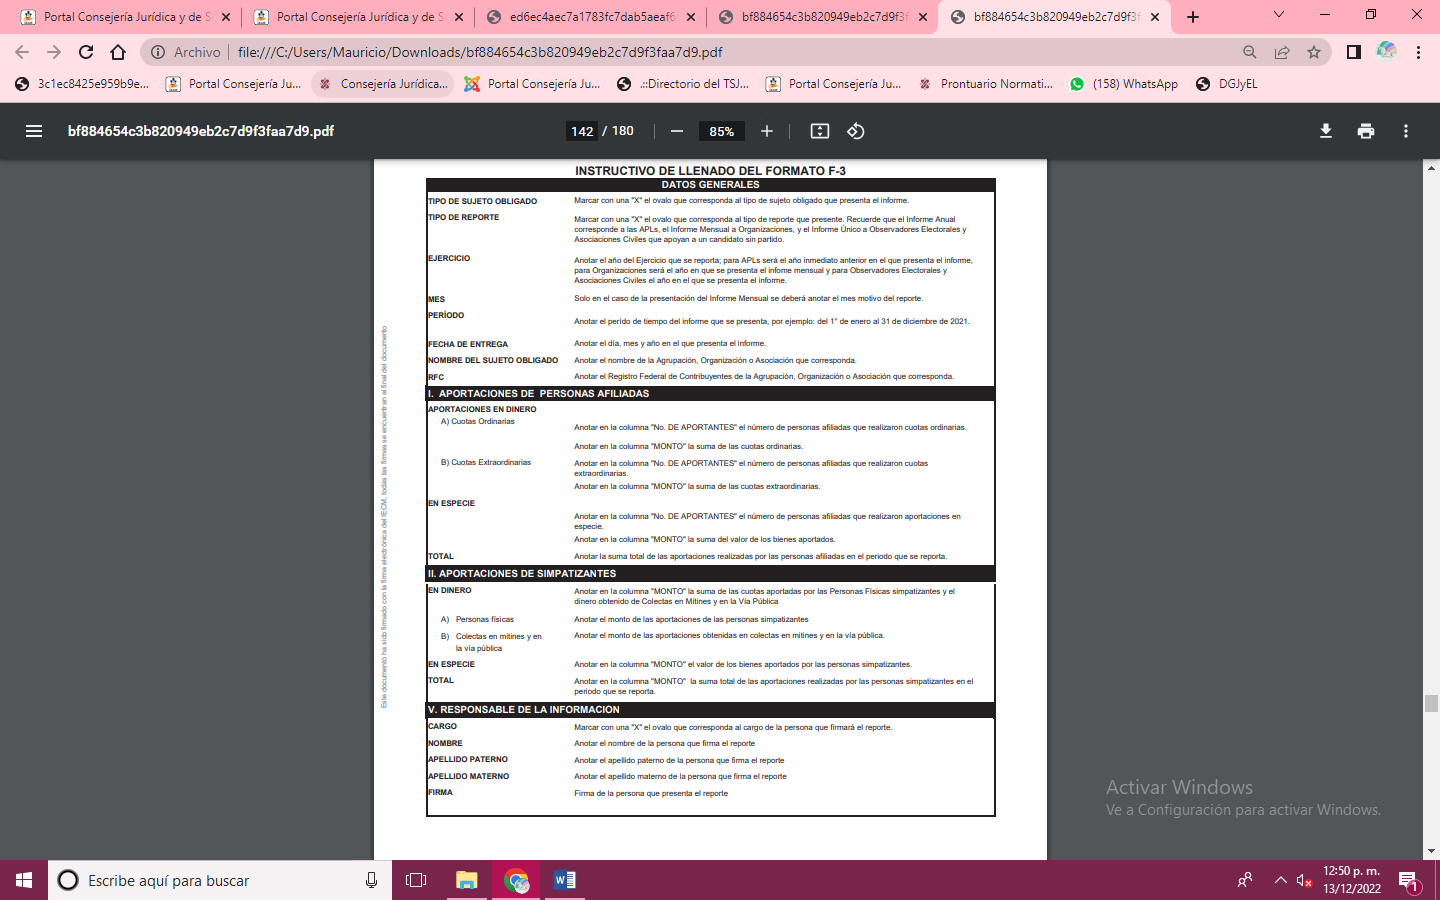 Portal Consejería Jurídica y de S
Portal Consejería Jurídica y de S
ed6ec4aec7a1783fc7dab5aeaf6
bf884654c3b820949eb2c7d9f3f
bf884654c3b820949eb2c7d9f3f
Archivo | file:///C:/Users/Mauricio/Downloads/bf884654c3b820949eb2c7d9f3faa7d9.pdf
3c1ec8425e959b9e...
Portal Consejería Ju...
Consejería Jurídica...
Portal Consejería Ju...
.::Directorio del TSJ...
Portal Consejería Ju...
Prontuario Normati...
(158) WhatsApp
DGJyEL
bf884654c3b820949eb2c7d9f3faa7d9.pdf
142 / 180
85%
INSTRUCTIVO DE LLENADO DEL FORMATO F-3
DATOS GENERALES
TIPO DE SUJETO OBLIGADO Marcar con una "X" el ovalo que corresponda al tipo de sujeto obligado que presenta el informe.
TIPO DE REPORTE Marcar con una "X" el ovalo que corresponda al tipo de reporte que presente. Recuerde que el Informe Anual
corresponde a las APLs, el Informe Mensual a Organizaciones, y el Informe Único a Observadores Electorales y
Asociaciones Civiles que apoyan a un candidato sin partido.
EJERCICIO Anotar el año del Ejercicio que se reporta; para APLs será el año inmediato anterior en el que presenta el informe,
para Organizaciones será el año en que se presenta el infome mensual y para Observadores Electorales y
Asociaciones Civiles el año en el que se presenta el informe.
MES Solo en el caso de la presentación del Informe Mensual se deberá anotar el mes motivo del reporte.
PERÍODO
Anotar el perído de tiempo del informe que se presenta, por ejemplo: del 1° de enero al 31 de diciembre de 2021.
FECHA DE ENTREGA Anotar el día, mes y año en el que presenta el informe.
NOMBRE DEL SUJETO OBLIGADO Anotar el nombre de la Agrupación, Organización o Asociación que corresponda.
RFC Anotar el Registro Federal de Contribuyentes de la Agrupación, Organización o Asociación que corresponda.
I. APORTACIONES DE PERSONAS AFILIADAS
APORTACIONES EN DINERO
A) Cuotas Ordinarias
Anotar en la columna "No. DE APORTANTES" el número de personas afiliadas que realizaron cuotas ordinarias.
Anotar en la columna "MONTO" la suma de las cuotas ordinarias.
B) Cuotas Extraordinarias Anotar en la columna "No. DE APORTANTES" el número de personas afiliadas que realizaron cuotas
extraordinarias.
Anotar en la columna "MONTO" la suma de las cuotas extraordinarias.
EN ESPECIE
Anotar en la columna "No. DE APORTANTES" el número de personas afiliadas que realizaron aportaciones en
especie.
Anotar en la columna "MONTO" la suma del valor de los bienes aportados.
TOTAL Anotar la suma total de las aportaciones realizadas por las personas afiliadas en el periodo que se reporta.
II. APORTACIONES DE SIMPATIZANTES
EN DINERO Anotar en la columna "MONTO" la suma de las cuotas aportadas por las Personas Físicas simpatizantes y el
dinero obtenido de Colectas en Mítines y en la Vía Pública
A) Personas físicas Anotar el monto de las aportaciones de las personas simpatizantes
B) Colectas en mitines y en Anotar el monto de las aportaciones obtenidas en colectas en mitines y en la vía pública.
la vía pública
EN ESPECIE Anotar en la columna "MONTO" el valor de los bienes aportados por las personas simpatizantes.
TOTAL Anotar en la columna "MONTO" la suma total de las aportaciones realizadas por las personas simpatizantes en el
periodo que se reporta.
V. RESPONSABLE DE LA INFORMACION
CARGO Marcar con una "X" el ovalo que corresponda al cargo de la persona que firmará el reporte.
NOMBRE Anotar el nombre de la persona que firma el reporte
APELLIDO PATERNO Anotar el apellido paterno de la persona que firma el reporte
APELLIDO MATERNO Anotar el apellido materno de la persona que firma el reporte
FIRMA Firma de la persona que presenta el reporte
Este documento ha sido firmado con la firma electrónica del IECM, todas las firmas se encuentran al final del documento
Activar Windows
Ve a Configuración para activar Windows.
Escribe aquí para buscar
12:50 p. m.
13/12/2022
1